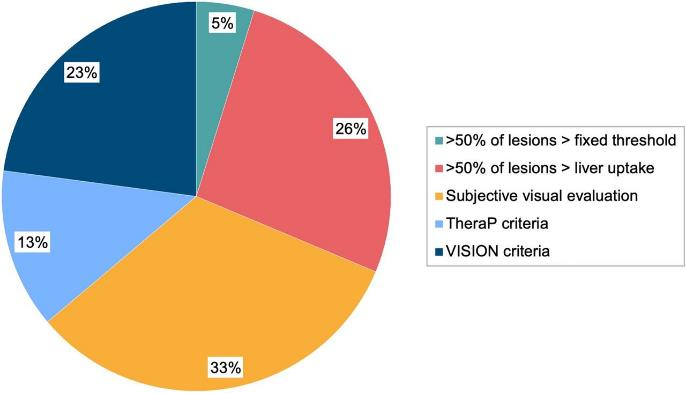 5%
23%
26%
13%
33%
>50% of lesions > fixed threshold
>50% of lesions > liver uptake
Subjective visual evaluation
TheraP criteria
VISION criteria